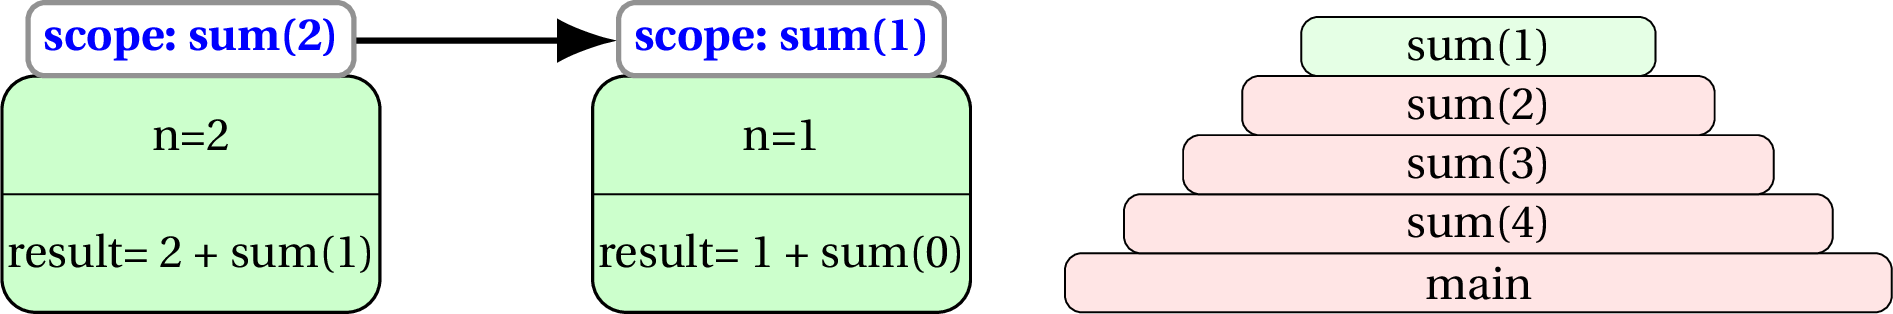 scope: sum(2)
n=2
result= 2 + sum(1)
scope: sum(1)
n=1
result= 1 + sum(0)
sum(1)
sum(2)
sum(3)
sum(4)
main